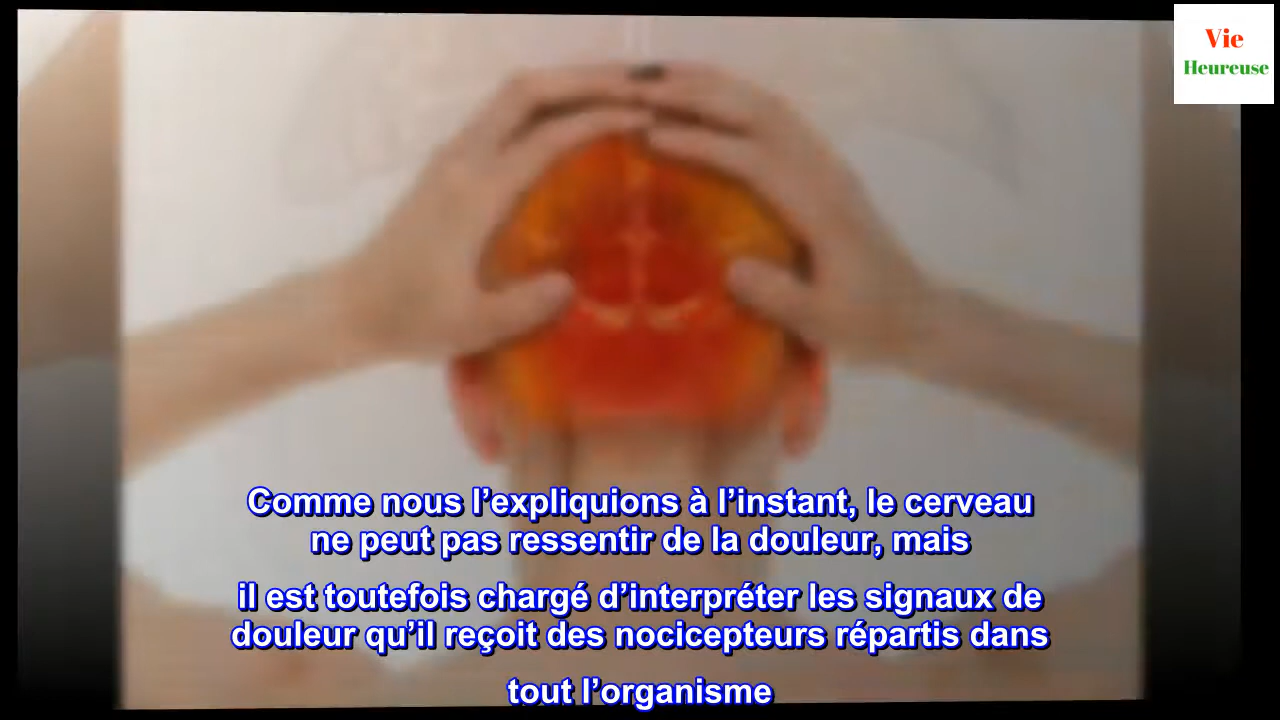 Vie
Heureuse
Comme nous l’expliquions à l’instant, le cerveau
ne peut pas ressentir de la douleur, mais
il est toutefois chargé d’interpréter les signaux de
douleur qu’il reçoit des nocicepteurs répartis dans
tout l’organisme